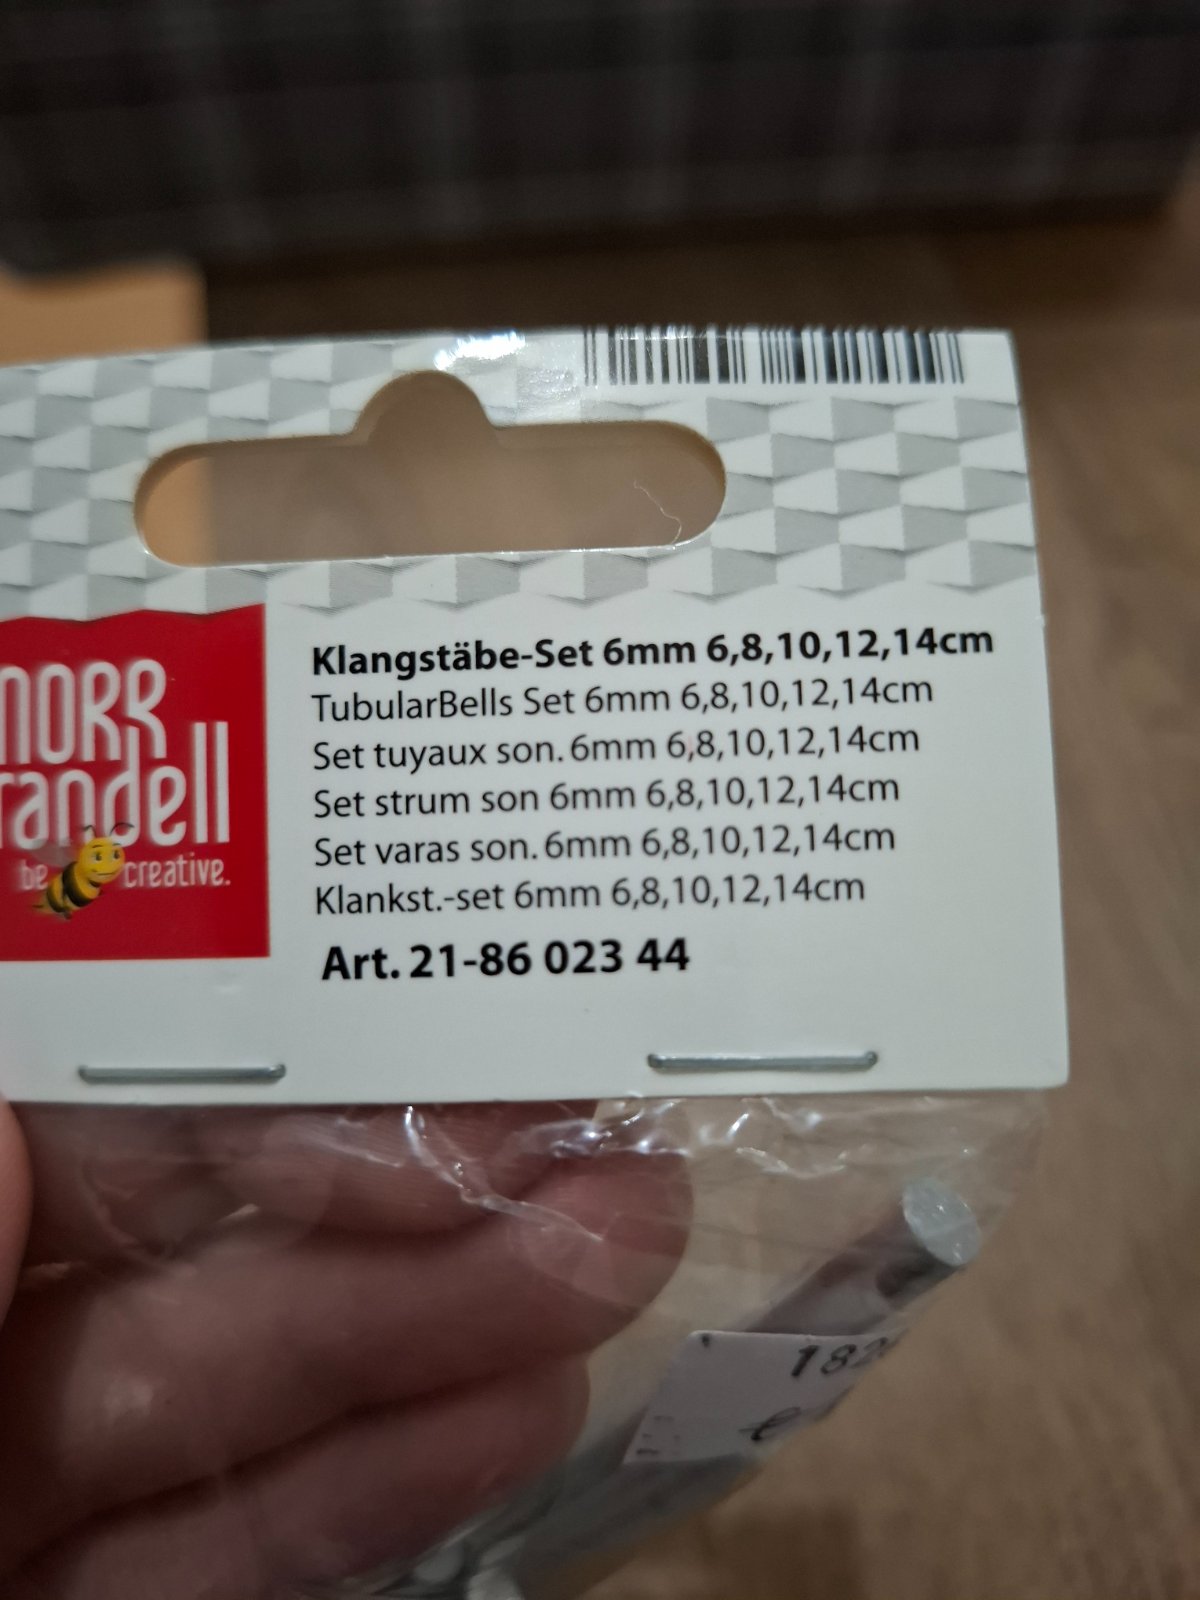 norr
randell
be creative.
Klangstäbe-Set 6mm 6,8,10,12,14cm
TubularBells Set 6mm 6,8,10,12,14cm
Set tuyaux son. 6mm 6,8,10,12,14cm
Set strum son 6mm 6,8,10,12,14cm
Set varas son. 6mm 6,8,10,12,14cm
Klankst.-set 6mm 6,8,10,12,14cm
Art. 21-86 023 44